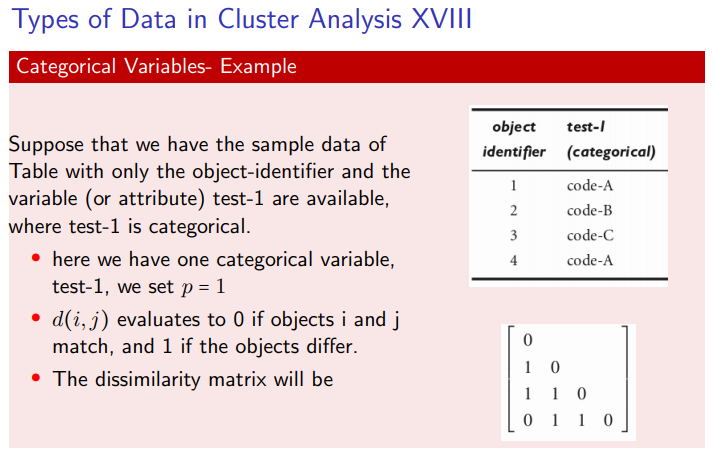 Types of Data in Cluster Analysis XVIII
Categorical Variables- Example
Suppose that we have the sample data of
Table with only the object-identifier and the
variable (or attribute) test-1 are available,
where test-1 is categorical.
• here we have one categorical variable,
test-1, we set p = 1
• d(i, j) evaluates to 0 if objects i and j
match, and 1 if the objects differ.
• The dissimilarity matrix will be
object test-I
identifier (categorical)
1 code-A
2 code-B
3 code-C
4 code-A
0
1 0
1 1 0
0 1 1 0